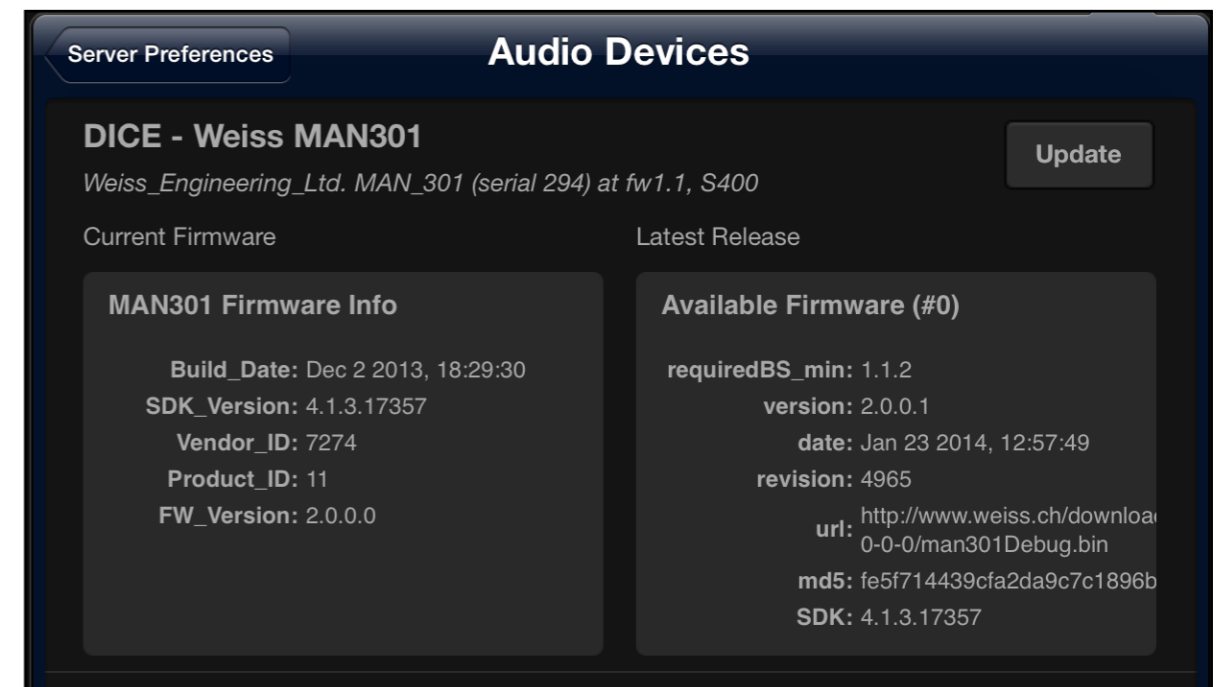 Server Preferences
Audio Devices
DICE - Weiss MAN301
Update
Weiss_Engineering_Ltd. MAN_301 (serial 294) at fw1.1, S400
Current Firmware
Latest Release
MAN301 Firmware Info
Build_Date: Dec 2 2013, 18:29:30
SDK_Version: 4.1.3.17357
Vendor_ID: 7274
Product_ID: 11
FW_Version: 2.0.0.0
Available Firmware (#0)
requiredBS_min: 1.1.2
version: 2.0.0.1
date: Jan 23 2014, 12:57:49
revision: 4965
url: http://www.weiss.ch/downloa
0-0-0/man301Debug.bin
md5: fe5f714439cfa2da9c7c1896b
SDK: 4.1.3.17357